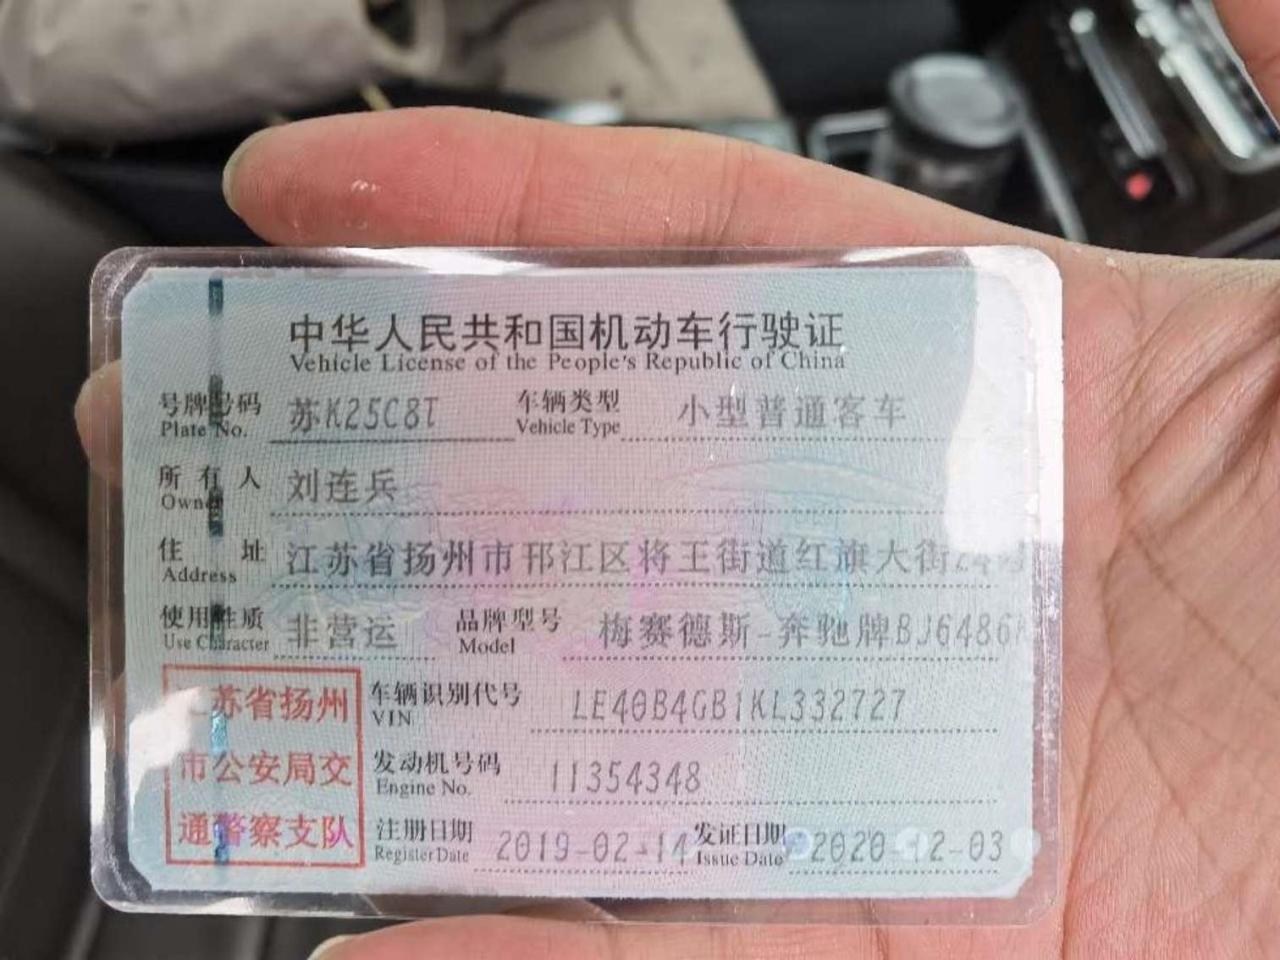 中华人民共和国机动车行驶证
Vehicle License of the People's Republic of China
号牌号码 苏K25C8T 车辆类型 小型普通客车
Plate No. Vehicle Type
所有人 刘连兵
Owner
住址 江苏省扬州市邗江区将王街道红旗大街
Address
使用性质 非营运 品牌型号 梅赛德斯-奔驰牌BJ6486
Use Character Model
车辆识别代号 LE40B4GB1KL332727
VIN
发动机号码 11354348
Engine No.
注册日期 2019-02-14 发证日期 2020-12-03
Register Date Issue Date
苏省扬州
市公安局交
通警察支队